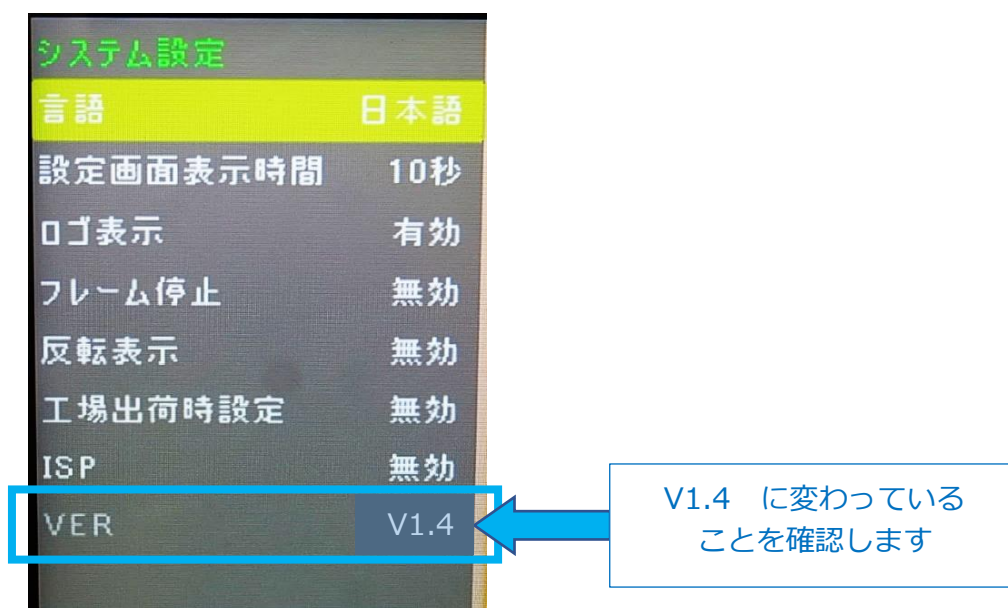 システム設定
言語 日本語
設定画面表示時間 10秒
ロゴ表示 有効
フレーム停止 無効
反転表示 無効
工場出荷時設定 無効
ISP 無効
VER V1.4
V1.4　に変わっている
ことを確認します